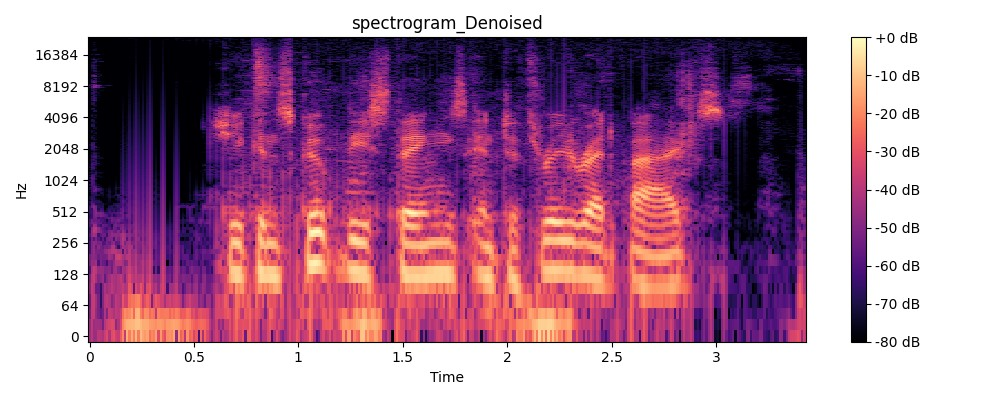 spectrogram_Denoised
16384
8192
4096
2048
1024
512
256
128
64
0
Hz
0
0.5
1
1.5
2
2.5
3
Time
+0 dB
-10 dB
-20 dB
-30 dB
-40 dB
-50 dB
-60 dB
-70 dB
-80 dB